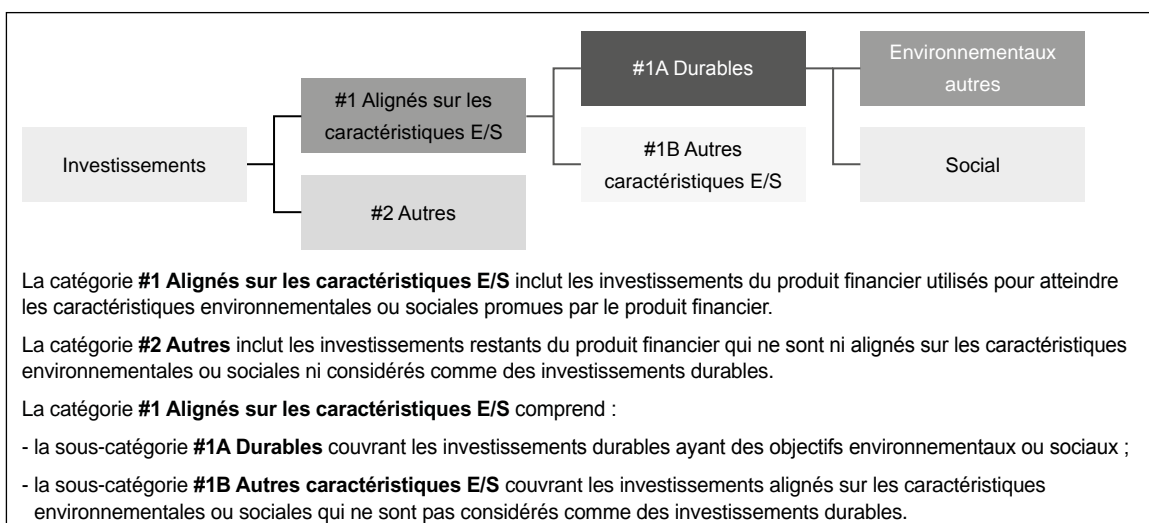 Investissements
#1 Alignés sur les
caractéristiques E/S
#2 Autres
#1A Durables
#1B Autres
caractéristiques E/S
Environnementaux
autres
Social
La catégorie #1 Alignés sur les caractéristiques E/S inclut les investissements du produit financier utilisés pour atteindre
les caractéristiques environnementales ou sociales promues par le produit financier.
La catégorie #2 Autres inclut les investissements restants du produit financier qui ne sont ni alignés sur les caractéristiques
environnementales ou sociales ni considérés comme des investissements durables.
La catégorie #1 Alignés sur les caractéristiques E/S comprend :
- la sous-catégorie #1A Durables couvrant les investissements durables ayant des objectifs environnementaux ou sociaux ;
- la sous-catégorie #1B Autres caractéristiques E/S couvrant les investissements alignés sur les caractéristiques
environnementales ou sociales qui ne sont pas considérés comme des investissements durables.